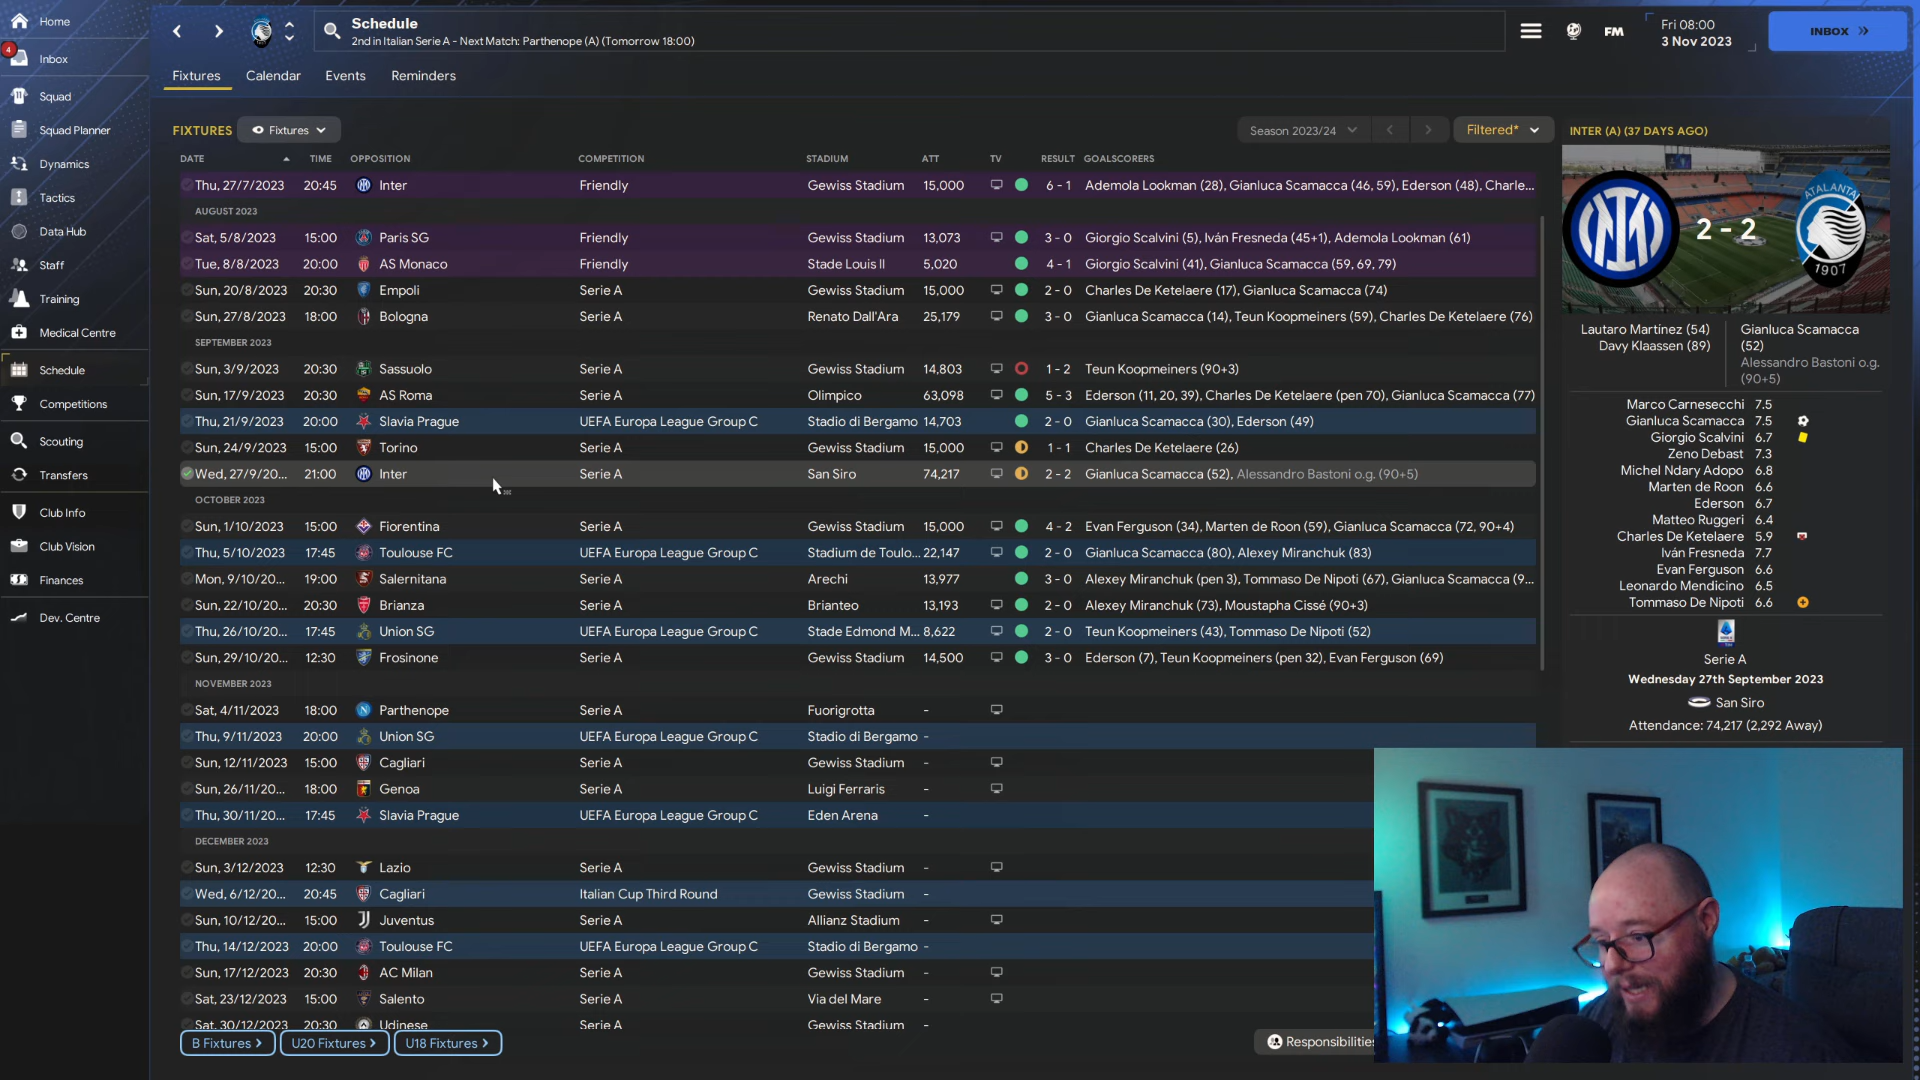 Home
4
Inbox
Squad
Squad Planner
Dynamics
Tactics
Data Hub
Staff
Training
Medical Centre
Schedule
Competitions
Scouting
Transfers
Club Info
Club Vision
Finances
Dev. Centre
Schedule
2nd in Italian Serie A - Next Match: Parthenope (A) (Tomorrow 18:00)
FM
Fri 08:00
3 Nov 2023
INBOX
Fixtures Calendar Events Reminders
FIXTURES Fixtures Season 2023/24 Filtered*
DATE TIME OPPOSITION COMPETITION STADIUM ATT TV RESULT GOALSCORERS
Thu, 27/7/2023 20:45 Inter Friendly Gewiss Stadium 15,000 6 - 1 Ademola Lookman (28), Gianluca Scamacca (46, 59), Ederson (48), Charle...
AUGUST 2023
Sat, 5/8/2023 15:00 Paris SG Friendly Gewiss Stadium 13,073 3 - 0 Giorgio Scalvini (5), Iván Fresneda (45+1), Ademola Lookman (61)
Tue, 8/8/2023 20:00 AS Monaco Friendly Stade Louis II 5,020 4 - 1 Giorgio Scalvini (41), Gianluca Scamacca (59, 69, 79)
Sun, 20/8/2023 20:30 Empoli Serie A Gewiss Stadium 15,000 2 - 0 Charles De Ketelaere (17), Gianluca Scamacca (74)
Sun, 27/8/2023 18:00 Bologna Serie A Renato Dall'Ara 25,179 3 - 0 Gianluca Scamacca (14), Teun Koopmeiners (59), Charles De Ketelaere (76)
SEPTEMBER 2023
Sun, 3/9/2023 20:30 Sassuolo Serie A Gewiss Stadium 14,803 1 - 2 Teun Koopmeiners (90+3)
Sun, 17/9/2023 20:30 AS Roma Serie A Olimpico 63,098 5 - 3 Ederson (11, 20, 39), Charles De Ketelaere (pen 70), Gianluca Scamacca (77)
Thu, 21/9/2023 20:00 Slavia Prague UEFA Europa League Group C Stadio di Bergamo 14,703 2 - 0 Gianluca Scamacca (30), Ederson (49)
Sun, 24/9/2023 15:00 Torino Serie A Gewiss Stadium 15,000 1 - 1 Charles De Ketelaere (26)
Wed, 27/9/20... 21:00 Inter Serie A San Siro 74,217 2 - 2 Gianluca Scamacca (52), Alessandro Bastoni o.g. (90+5)
OCTOBER 2023
Sun, 1/10/2023 15:00 Fiorentina Serie A Gewiss Stadium 15,000 4 - 2 Evan Ferguson (34), Marten de Roon (59), Gianluca Scamacca (72, 90+4)
Thu, 5/10/2023 17:45 Toulouse FC UEFA Europa League Group C Stadium de Toulo... 22,147 2 - 0 Gianluca Scamacca (80), Alexey Miranchuk (83)
Mon, 9/10/20... 19:00 Salernitana Serie A Arechi 13,977 3 - 0 Alexey Miranchuk (pen 3), Tommaso De Nipoti (67), Gianluca Scamacca (9...
Sun, 22/10/20... 20:30 Brianza Serie A Brianteo 13,193 2 - 0 Alexey Miranchuk (73), Moustapha Cissé (90+3)
Thu, 26/10/20... 17:45 Union SG UEFA Europa League Group C Stade Edmond M... 8,622 2 - 0 Teun Koopmeiners (43), Tommaso De Nipoti (52)
Sun, 29/10/20... 12:30 Frosinone Serie A Gewiss Stadium 14,500 3 - 0 Ederson (7), Teun Koopmeiners (pen 32), Evan Ferguson (69)
NOVEMBER 2023
Sat, 4/11/2023 18:00 Parthenope Serie A Fuorigrotta -
Thu, 9/11/2023 20:00 Union SG UEFA Europa League Group C Stadio di Bergamo -
Sun, 12/11/2023 15:00 Cagliari Serie A Gewiss Stadium -
Sun, 26/11/2023 18:00 Genoa Serie A Luigi Ferraris -
Thu, 30/11/20... 17:45 Slavia Prague UEFA Europa League Group C Eden Arena -
DECEMBER 2023
Sun, 3/12/2023 12:30 Lazio Serie A Gewiss Stadium -
Wed, 6/12/20... 20:45 Cagliari Italian Cup Third Round Gewiss Stadium -
Sun, 10/12/20... 15:00 Juventus Serie A Allianz Stadium -
Thu, 14/12/2023 20:00 Toulouse FC UEFA Europa League Group C Stadio di Bergamo -
Sun, 17/12/2023 20:30 AC Milan Serie A Gewiss Stadium -
Sat, 23/12/2023 15:00 Salento Serie A Via del Mare -
Sat, 30/12/2023 20:30 Udinese Serie A Gewiss Stadium -
B Fixtures U20 Fixtures U18 Fixtures Responsibilities
INTER (A) (37 DAYS AGO)
2 - 2
ATALANTA
1907
Lautaro Martínez (54)
Davy Klaassen (89)
Gianluca Scamacca
(52)
Alessandro Bastoni o.g.
(90+5)
Marco Carnesecchi 7.5
Gianluca Scamacca 7.5
Giorgio Scalvini 6.7
Zeno Debast 7.3
Michel Ndary Adopo 6.8
Marten de Roon 6.6
Ederson 6.7
Matteo Ruggeri 6.4
Charles De Ketelaere 5.9
Iván Fresneda 7.7
Evan Ferguson 6.6
Leonardo Mendicino 6.5
Tommaso De Nipoti 6.6
Serie A
Wednesday 27th September 2023
San Siro
Attendance: 74,217 (2,292 Away)